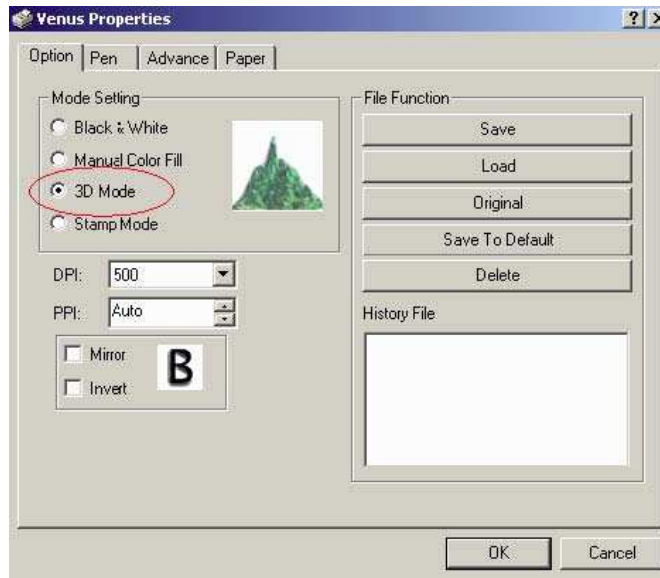 Venus Properties
Option Pen Advance Paper
Mode Setting
Black & White
Manual Color Fill
3D Mode
Stamp Mode
DPI: 500
PPI: Auto
Mirror
Invert
B
File Function
Save
Load
Original
Save To Default
Delete
History File
OK Cancel